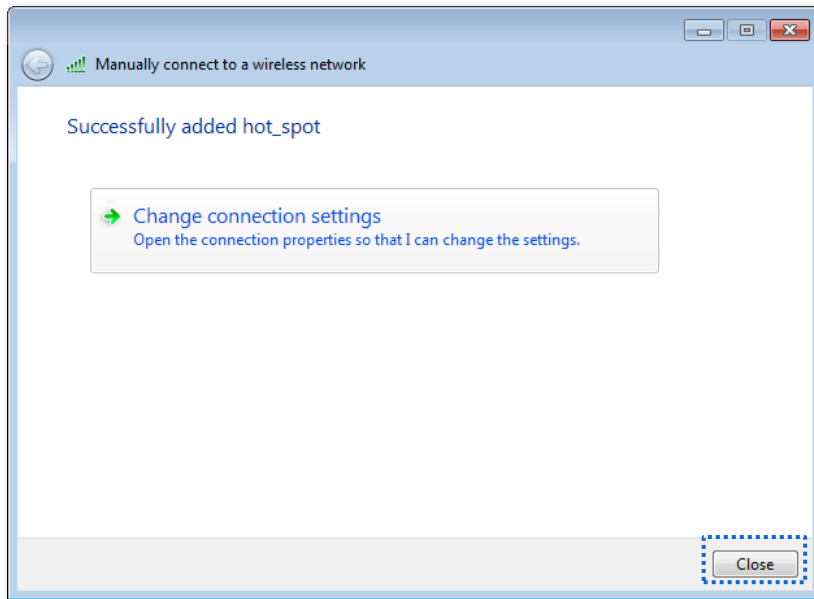 Manually connect to a wireless network
Successfully added hot_spot
Change connection settings
Open the connection properties so that I can change the settings.
Close